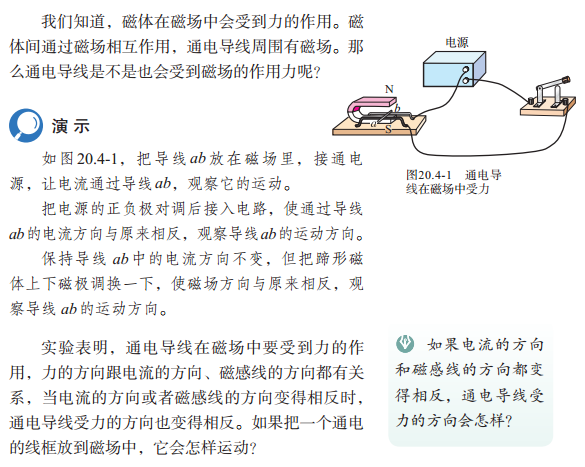 我们知道，磁体在磁场中会受到力的作用。磁
体间通过磁场相互作用，通电导线周围有磁场。那
么通电导线是不是也会受到磁场的作用力呢？
电源
N
b
a
S
图20.4-1 通电导
线在磁场中受力
演示
如图20.4-1，把导线ab放在磁场里，接通电
源，让电流通过导线ab，观察它的运动。
把电源的正负极对调后接入电路，使通过导线
ab的电流方向与原来相反，观察导线ab的运动方向。
保持导线ab中的电流方向不变，但把蹄形磁
体上下磁极调换一下，使磁场方向与原来相反，观
察导线ab的运动方向。
实验表明，通电导线在磁场中要受到力的作
用，力的方向跟电流的方向、磁感线的方向都有关
系，当电流的方向或者磁感线的方向变得相反时，
通电导线受力的方向也变得相反。如果把一个通电
的线框放到磁场中，它会怎样运动？
如果电流的方向
和磁感线的方向都变
得相反，通电导线受
力的方向会怎样？